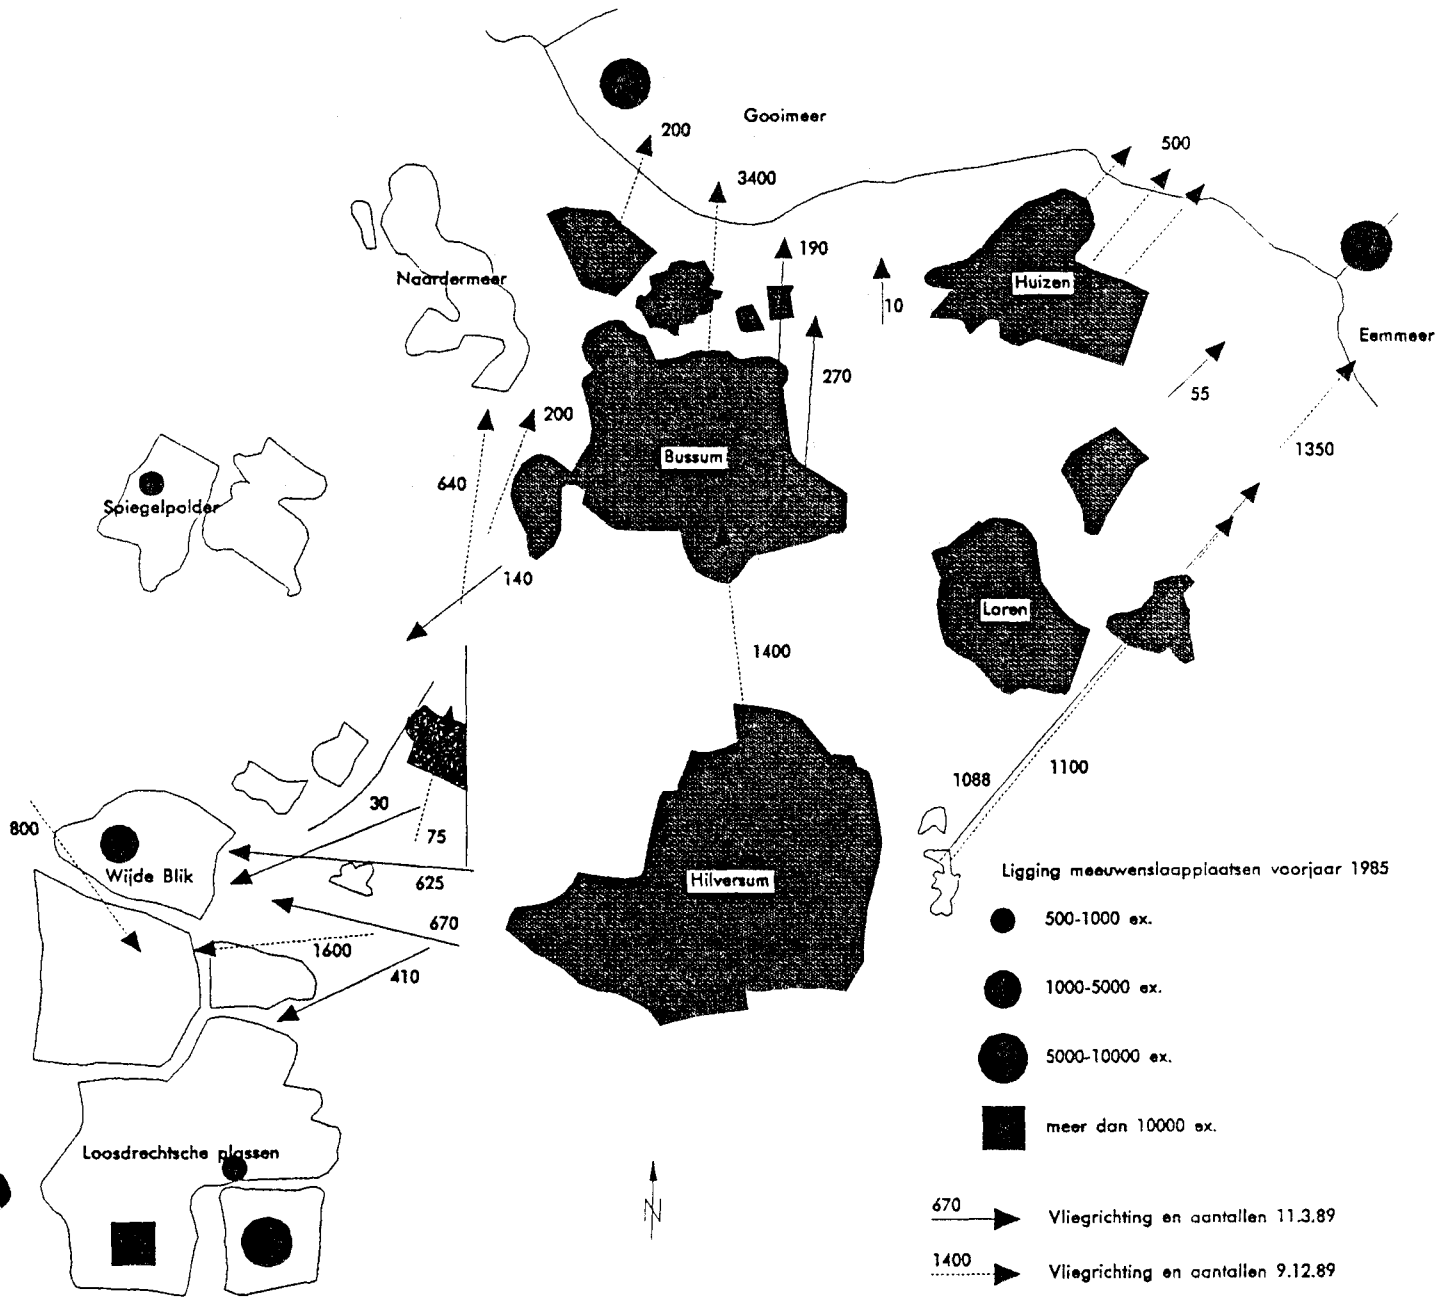 Gooimeer
200
3400
500
190
Naardermeer
Huizen
10
Eemmeer
270
55
200
1350
Bussum
640
Spiegelpolder
140
Laren
1400
1088
1100
30
800
75
Wijde Blik
625
Hilversum
670
1600
410
Loosdrechtsche plassen
N
Ligging meeuwenslaapplaatsen voorjaar 1985
500-1000 ex.
1000-5000 ex.
5000-10000 ex.
meer dan 10000 ex.
670
Vliegrichting en aantallen 11.3.89
1400
Vliegrichting en aantallen 9.12.89